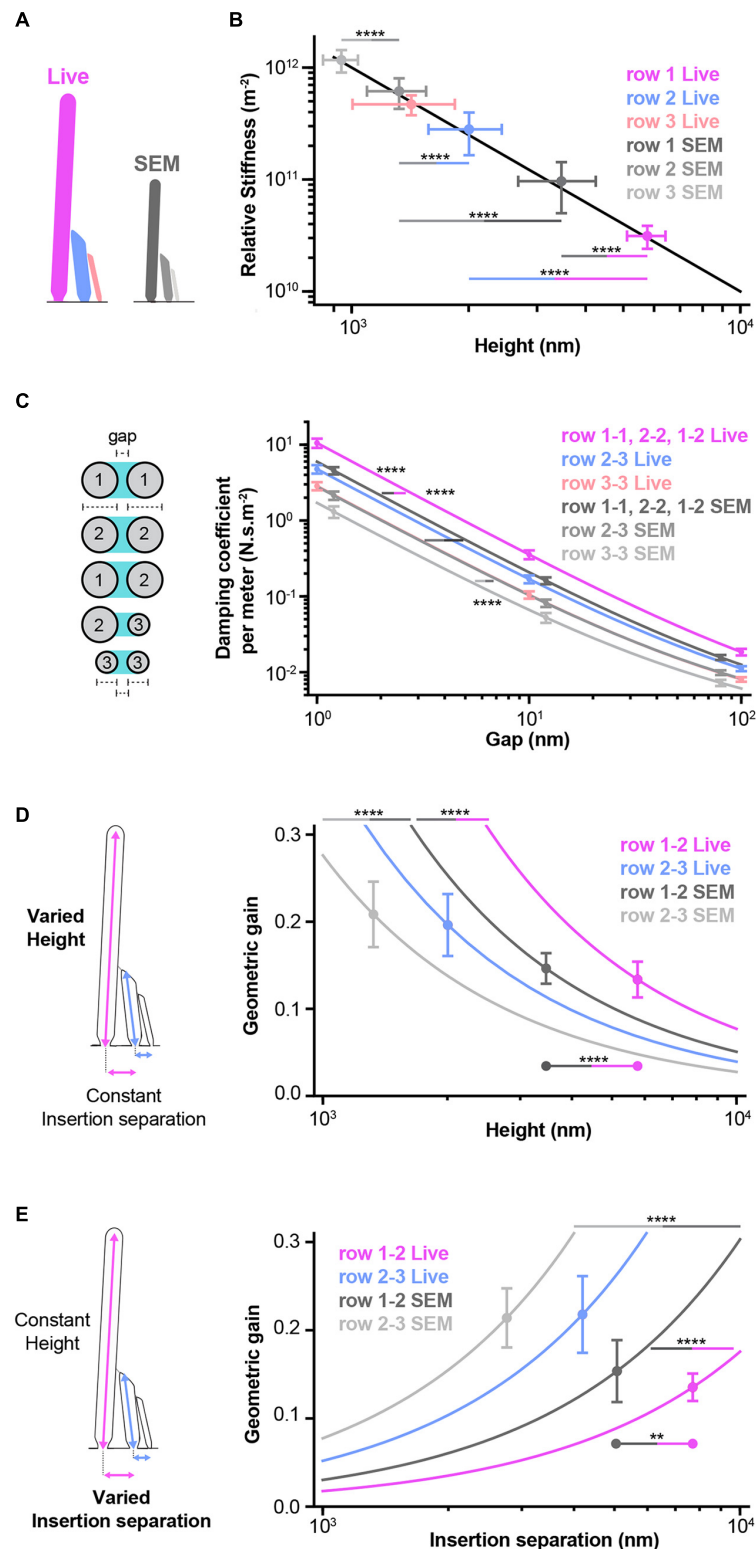 A
Live
SEM
B
Relative Stiffness (m⁻²)
10¹²
10¹¹
10¹⁰
10³
10⁴
Height (nm)
****
****
****
****
****
row 1 Live
row 2 Live
row 3 Live
row 1 SEM
row 2 SEM
row 3 SEM
C
gap
1 1
2 2
1 2
2 3
3 3
Damping coefficient
per meter (N.s.m⁻²)
10¹
10⁰
10⁻¹
10⁻²
10⁰
10¹
10²
Gap (nm)
****
****
****
row 1-1, 2-2, 1-2 Live
row 2-3 Live
row 3-3 Live
row 1-1, 2-2, 1-2 SEM
row 2-3 SEM
row 3-3 SEM
D
Varied
Height
Constant
Insertion separation
Geometric gain
0.3
0.2
0.1
0.0
10³
10⁴
Height (nm)
****
****
****
row 1-2 Live
row 2-3 Live
row 1-2 SEM
row 2-3 SEM
E
Constant
Height
Varied
Insertion separation
Geometric gain
0.3
0.2
0.1
0.0
10³
10⁴
Insertion separation (nm)
row 1-2 Live
row 2-3 Live
row 1-2 SEM
row 2-3 SEM
****
****
**